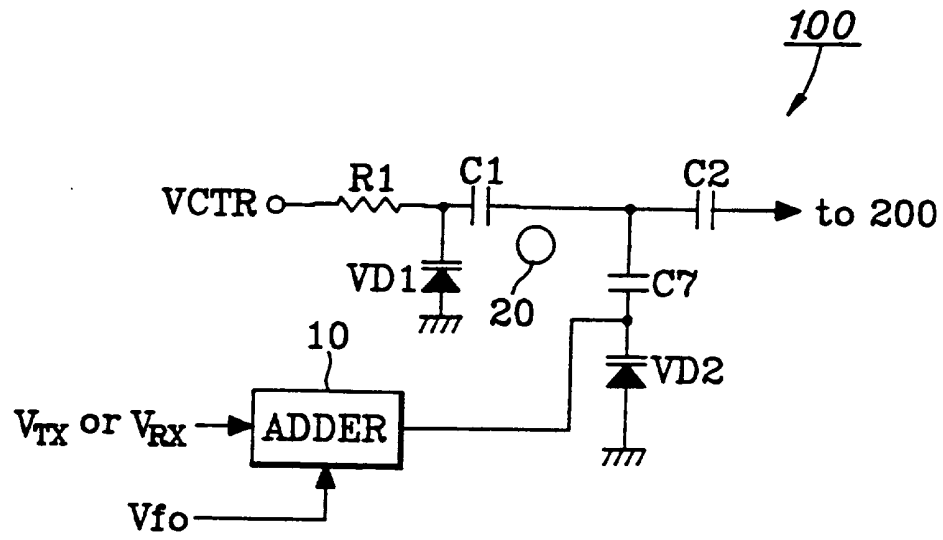 100
R1
C1
C2
VCTR
to 200
VD1
20
C7
10
VD2
VTX or VRX
ADDER
Vfo